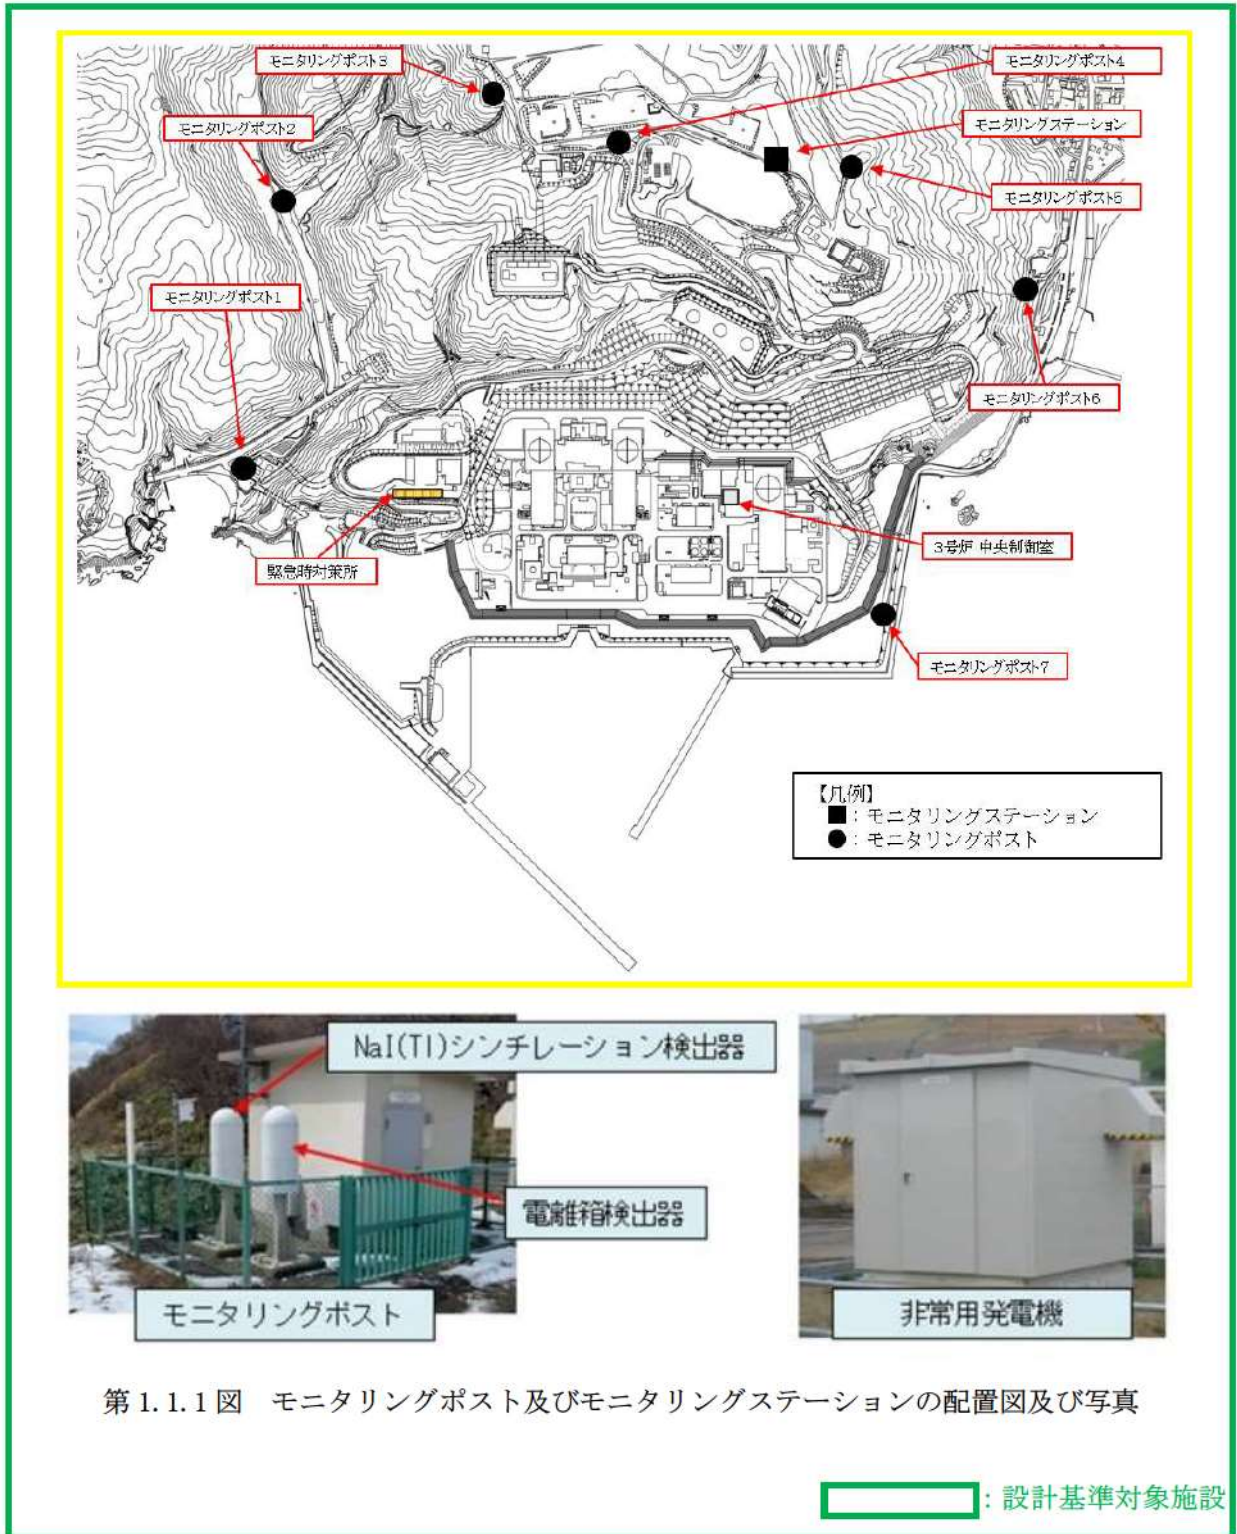 モニタリングポスト3
モニタリングポスト4
モニタリングポスト2
モニタリングステーション
モニタリングポスト5
モニタリングポスト1
モニタリングポスト6
3号炉 中央制御室
緊急時対策所
モニタリングポスト7
【凡例】
■：モニタリングステーション
●：モニタリングポスト
NaI(Tl)シンチレーション検出器
電離箱検出器
モニタリングポスト
非常用発電機
第1.1.1図　モニタリングポスト及びモニタリングステーションの配置図及び写真
：設計基準対象施設